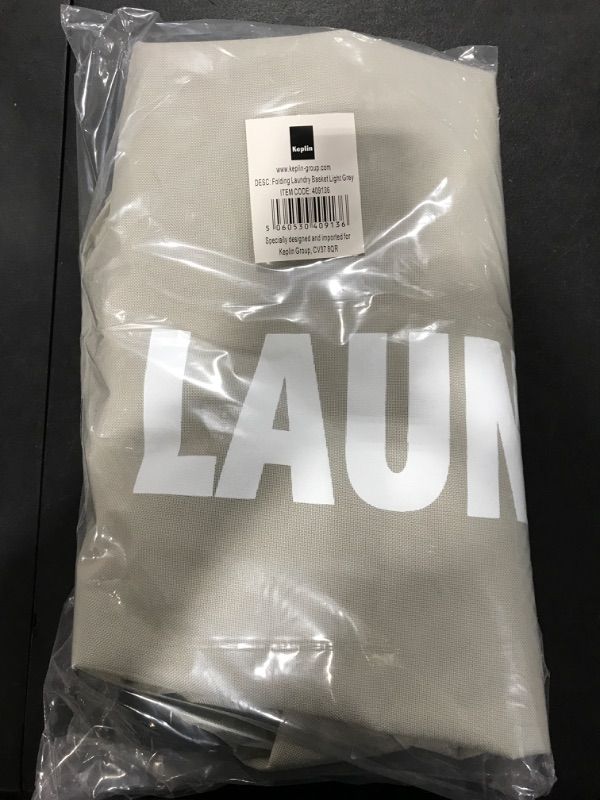 Keplin
www.keplin-group.com
DESC: Folding Laundry Basket Light Grey
ITEM CODE: 409136
5 060530 409136
Specially designed and imported for
Keplin Group, CV37 8QR
LAUN